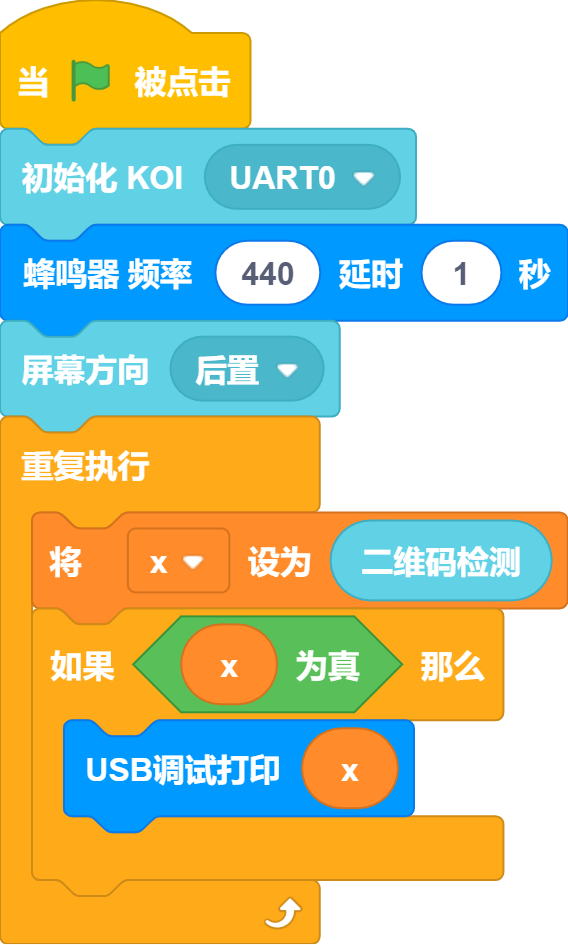 当 被点击
初始化 KOI UART0
蜂鸣器 频率 440 延时 1 秒
屏幕方向 后置
重复执行
将 x 设为 二维码检测
如果 x 为真 那么
USB调试打印 x